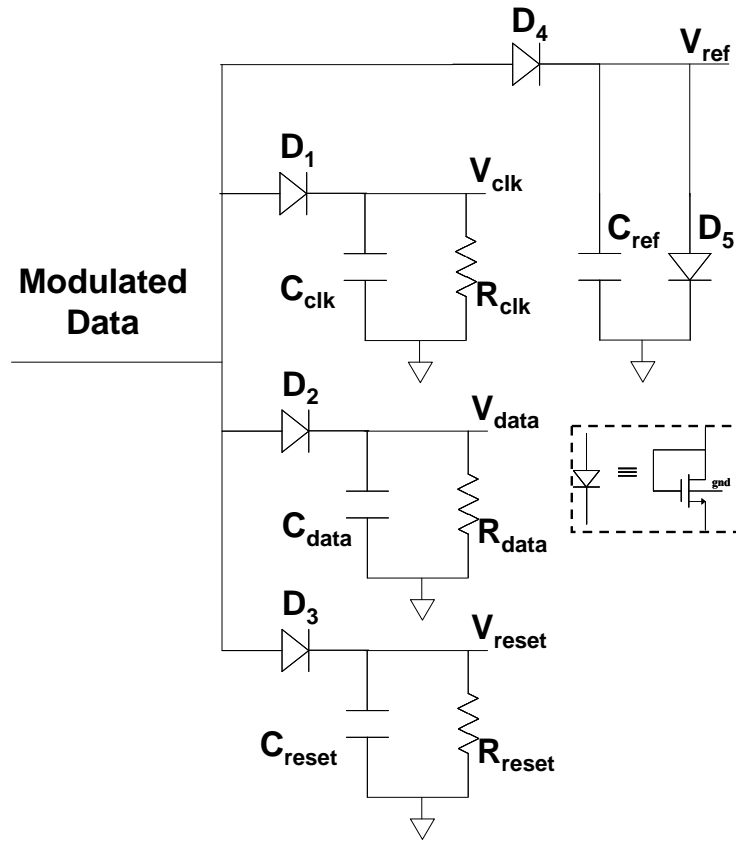 D4
Vref
D1
Vclk
Cref
D5
Modulated
Data
Cclk
Rclk
D2
Vdata
≡
gnd
Cdata
Rdata
D3
Vreset
Creset
Rreset